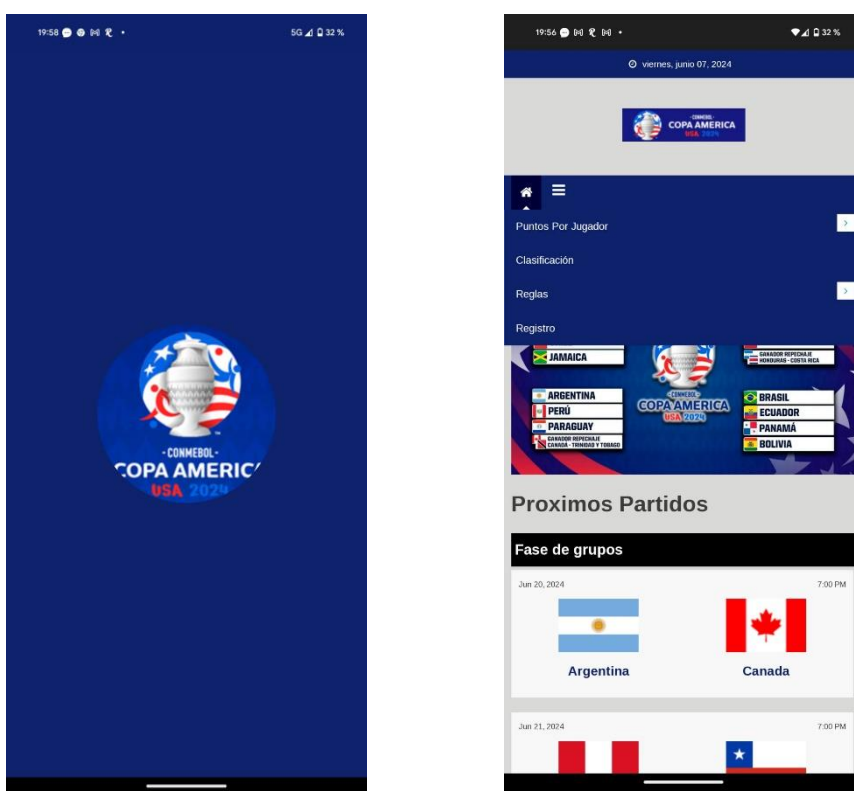 19:58
5G 32 %
- CONMEBOL -
COPA AMERIC
USA 2024
19:56
32 %
viernes, junio 07, 2024
- CONMEBOL -
COPA AMERICA
USA 2024
Puntos Por Jugador
Clasificación
Reglas
Registro
JAMAICA
GANADOR REPECHAJE
HONDURAS - COSTA RICA
ARGENTINA
PERÚ
PARAGUAY
GANADOR REPECHAJE
CANADÁ - TRINIDAD Y TOBAGO
- CONMEBOL -
COPA AMERICA
USA 2024
BRASIL
ECUADOR
PANAMÁ
BOLIVIA
Proximos Partidos
Fase de grupos
Jun 20, 2024
7:00 PM
Argentina
Canada
Jun 21, 2024
7:00 PM